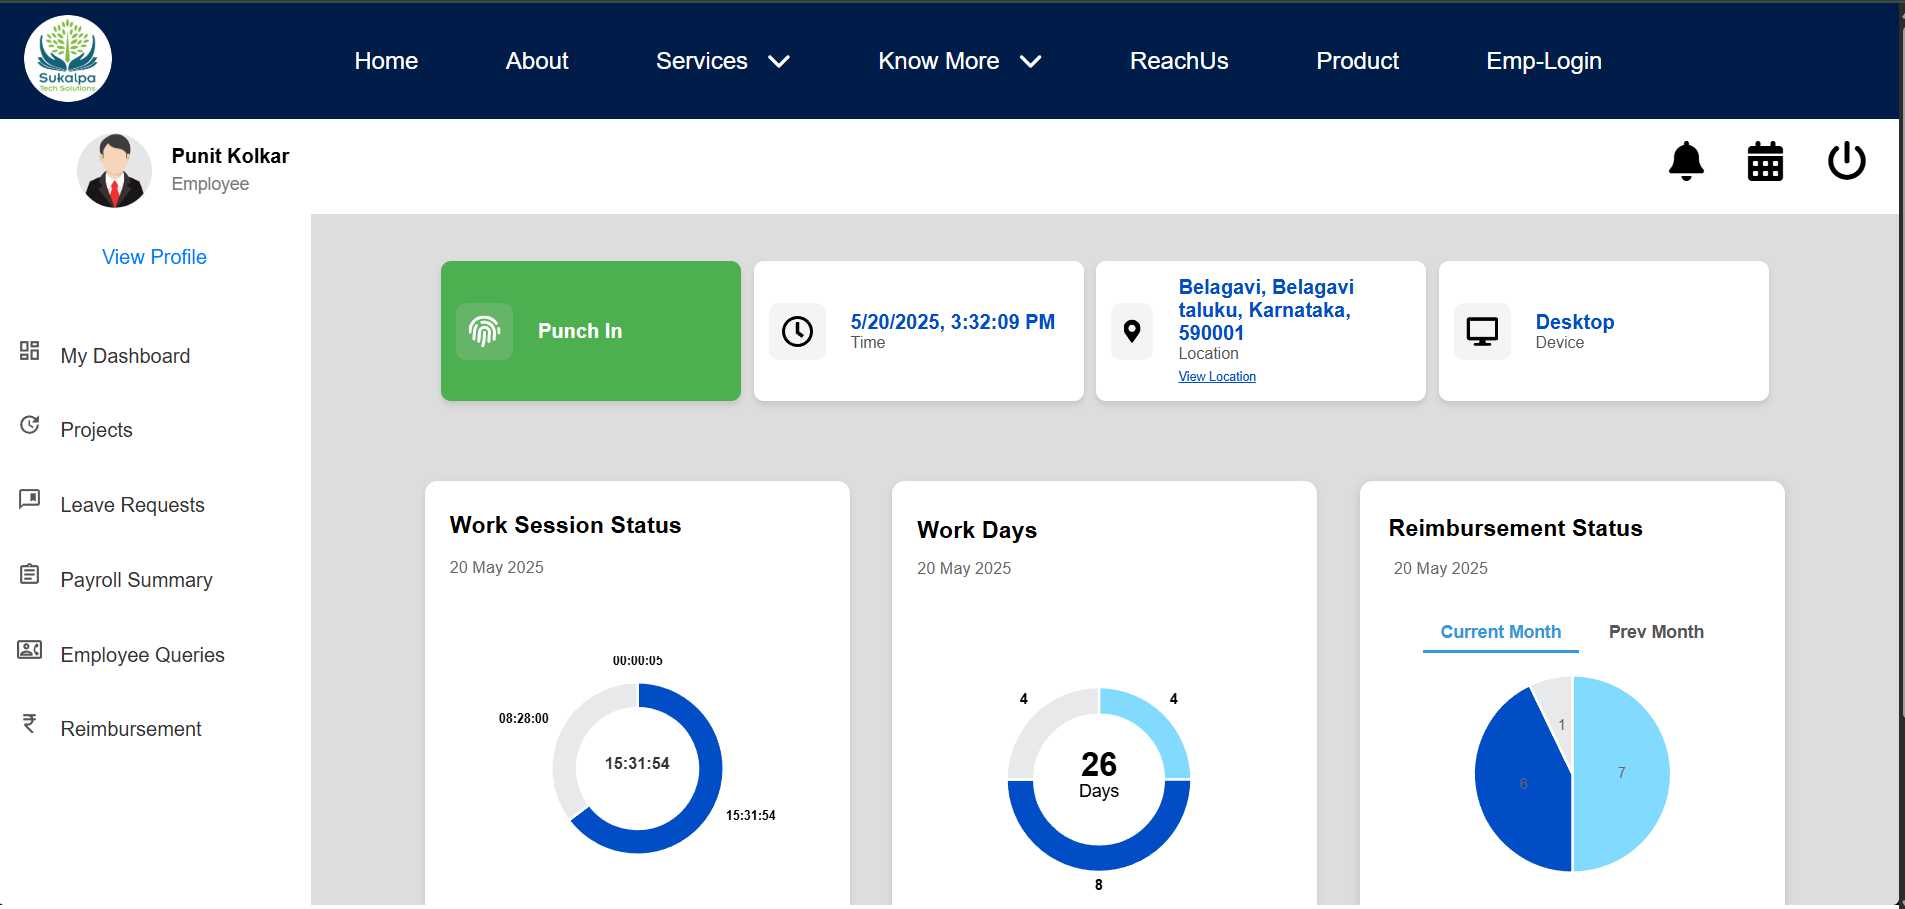 Sukalpa
Tech Solutions
Home
About
Services
Know More
ReachUs
Product
Emp-Login
Punit Kolkar
Employee
View Profile
My Dashboard
Projects
Leave Requests
Payroll Summary
Employee Queries
Reimbursement
Punch In
5/20/2025, 3:32:09 PM
Time
Belagavi, Belagavi
taluku, Karnataka,
590001
Location
View Location
Desktop
Device
Work Session Status
20 May 2025
00:00:05
08:28:00
15:31:54
15:31:54
Work Days
20 May 2025
4
4
26
Days
8
Reimbursement Status
20 May 2025
Current Month
Prev Month
1
6
7